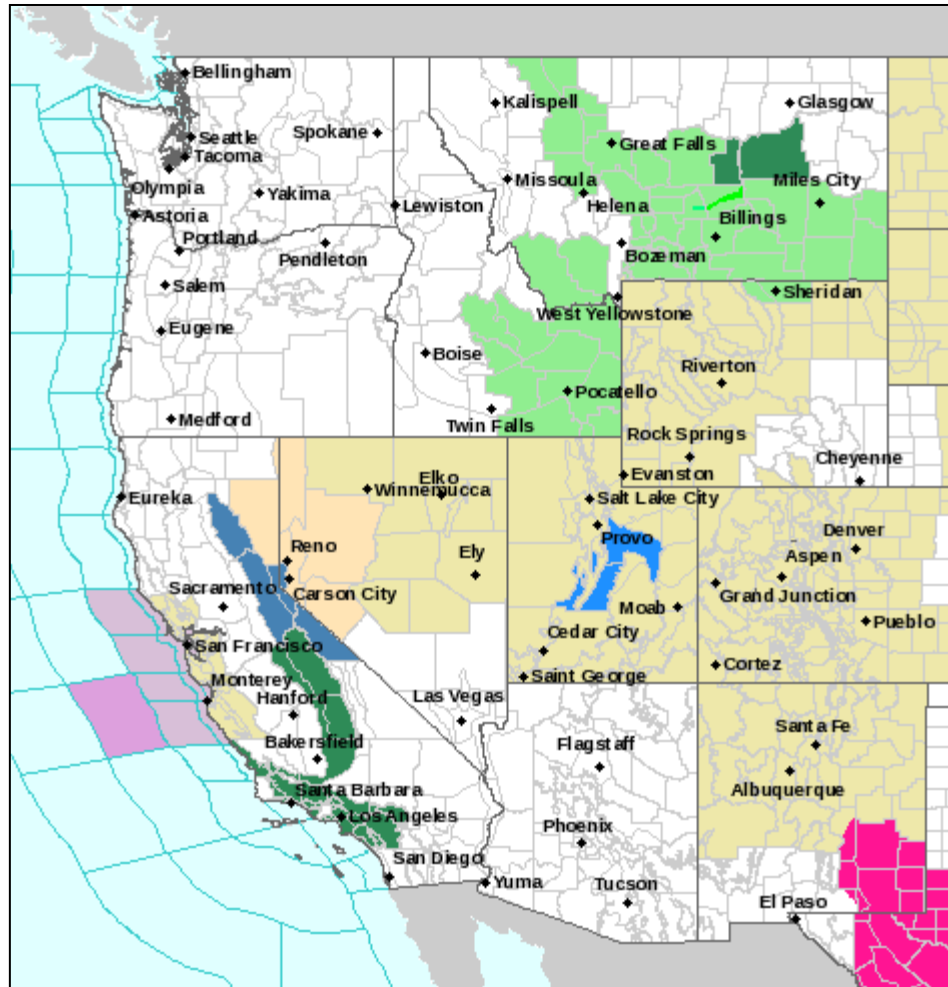 Bellingham
Kalispell
Glasgow
Seattle
Spokane
Great Falls
Tacoma
Missoula
Miles City
Olympia
Yakima
Lewiston
Helena
Astoria
Billings
Portland
Bozeman
Pendleton
Salem
Sheridan
West Yellowstone
Eugene
Boise
Riverton
Pocatello
Medford
Twin Falls
Rock Springs
Cheyenne
Evanston
Elko
Winnemucca
Eureka
Salt Lake City
Denver
Provo
Reno
Ely
Aspen
Sacramento
Carson City
Grand Junction
Moab
Pueblo
Cedar City
San Francisco
Cortez
Saint George
Monterey
Hanford
Las Vegas
Santa Fe
Bakersfield
Flagstaff
Albuquerque
Santa Barbara
Los Angeles
Phoenix
San Diego
Yuma
Tucson
El Paso